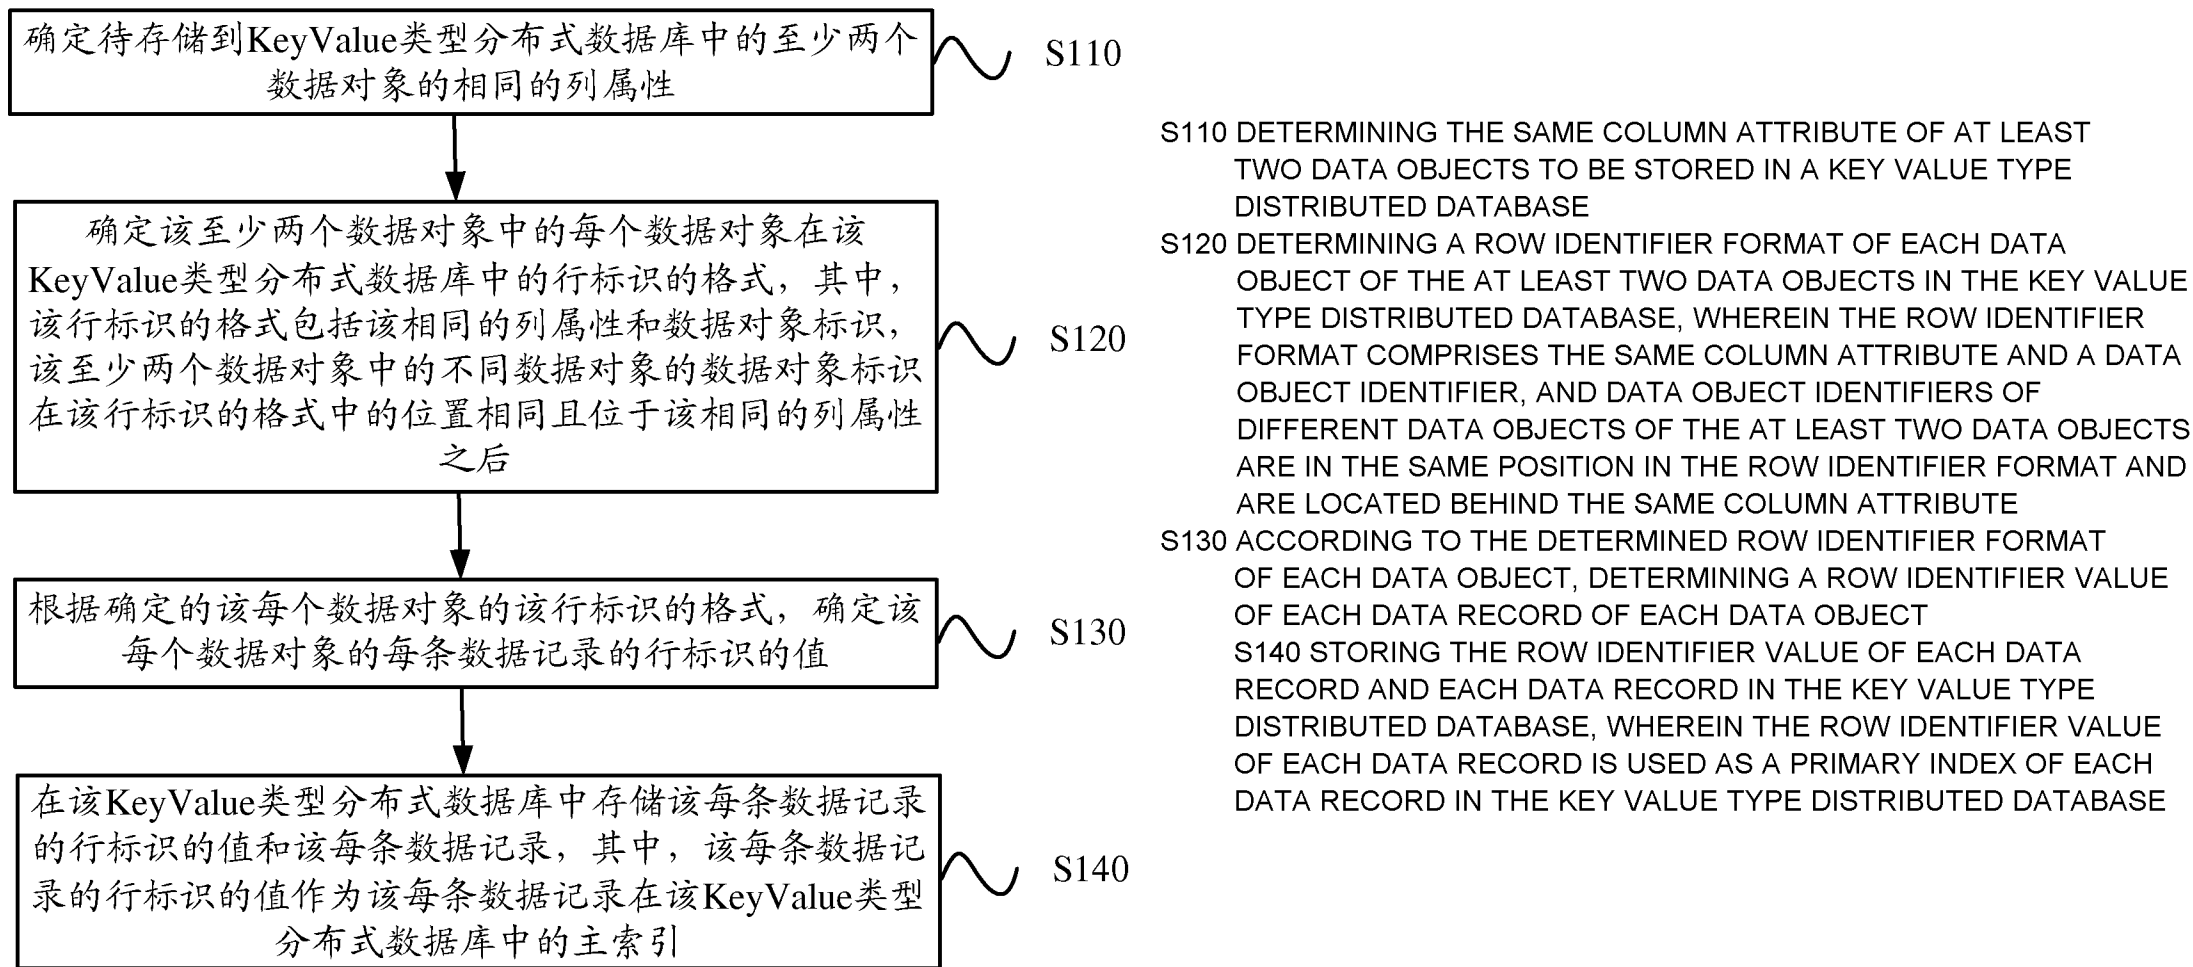 确定待存储到KeyValue类型分布式数据库中的至少两个
数据对象的相同的列属性
S110
确定该至少两个数据对象中的每个数据对象在该
KeyValue类型分布式数据库中的行标识的格式，其中，
该行标识的格式包括该相同的列属性和数据对象标识，
该至少两个数据对象中的不同数据对象的数据对象标识
在该行标识的格式中的位置相同且位于该相同的列属性
之后
S120
根据确定的该每个数据对象的该行标识的格式，确定该
每个数据对象的每条数据记录的行标识的值
S130
在该KeyValue类型分布式数据库中存储该每条数据记录
的行标识的值和该每条数据记录，其中，该每条数据记
录的行标识的值作为该每条数据记录在该KeyValue类型
分布式数据库中的主索引
S140
S110 DETERMINING THE SAME COLUMN ATTRIBUTE OF AT LEAST
TWO DATA OBJECTS TO BE STORED IN A KEY VALUE TYPE
DISTRIBUTED DATABASE
S120 DETERMINING A ROW IDENTIFIER FORMAT OF EACH DATA
OBJECT OF THE AT LEAST TWO DATA OBJECTS IN THE KEY VALUE
TYPE DISTRIBUTED DATABASE, WHEREIN THE ROW IDENTIFIER
FORMAT COMPRISES THE SAME COLUMN ATTRIBUTE AND A DATA
OBJECT IDENTIFIER, AND DATA OBJECT IDENTIFIERS OF
DIFFERENT DATA OBJECTS OF THE AT LEAST TWO DATA OBJECTS
ARE IN THE SAME POSITION IN THE ROW IDENTIFIER FORMAT AND
ARE LOCATED BEHIND THE SAME COLUMN ATTRIBUTE
S130 ACCORDING TO THE DETERMINED ROW IDENTIFIER FORMAT
OF EACH DATA OBJECT, DETERMINING A ROW IDENTIFIER VALUE
OF EACH DATA RECORD OF EACH DATA OBJECT
S140 STORING THE ROW IDENTIFIER VALUE OF EACH DATA
RECORD AND EACH DATA RECORD IN THE KEY VALUE TYPE
DISTRIBUTED DATABASE, WHEREIN THE ROW IDENTIFIER VALUE
OF EACH DATA RECORD IS USED AS A PRIMARY INDEX OF EACH
DATA RECORD IN THE KEY VALUE TYPE DISTRIBUTED DATABASE